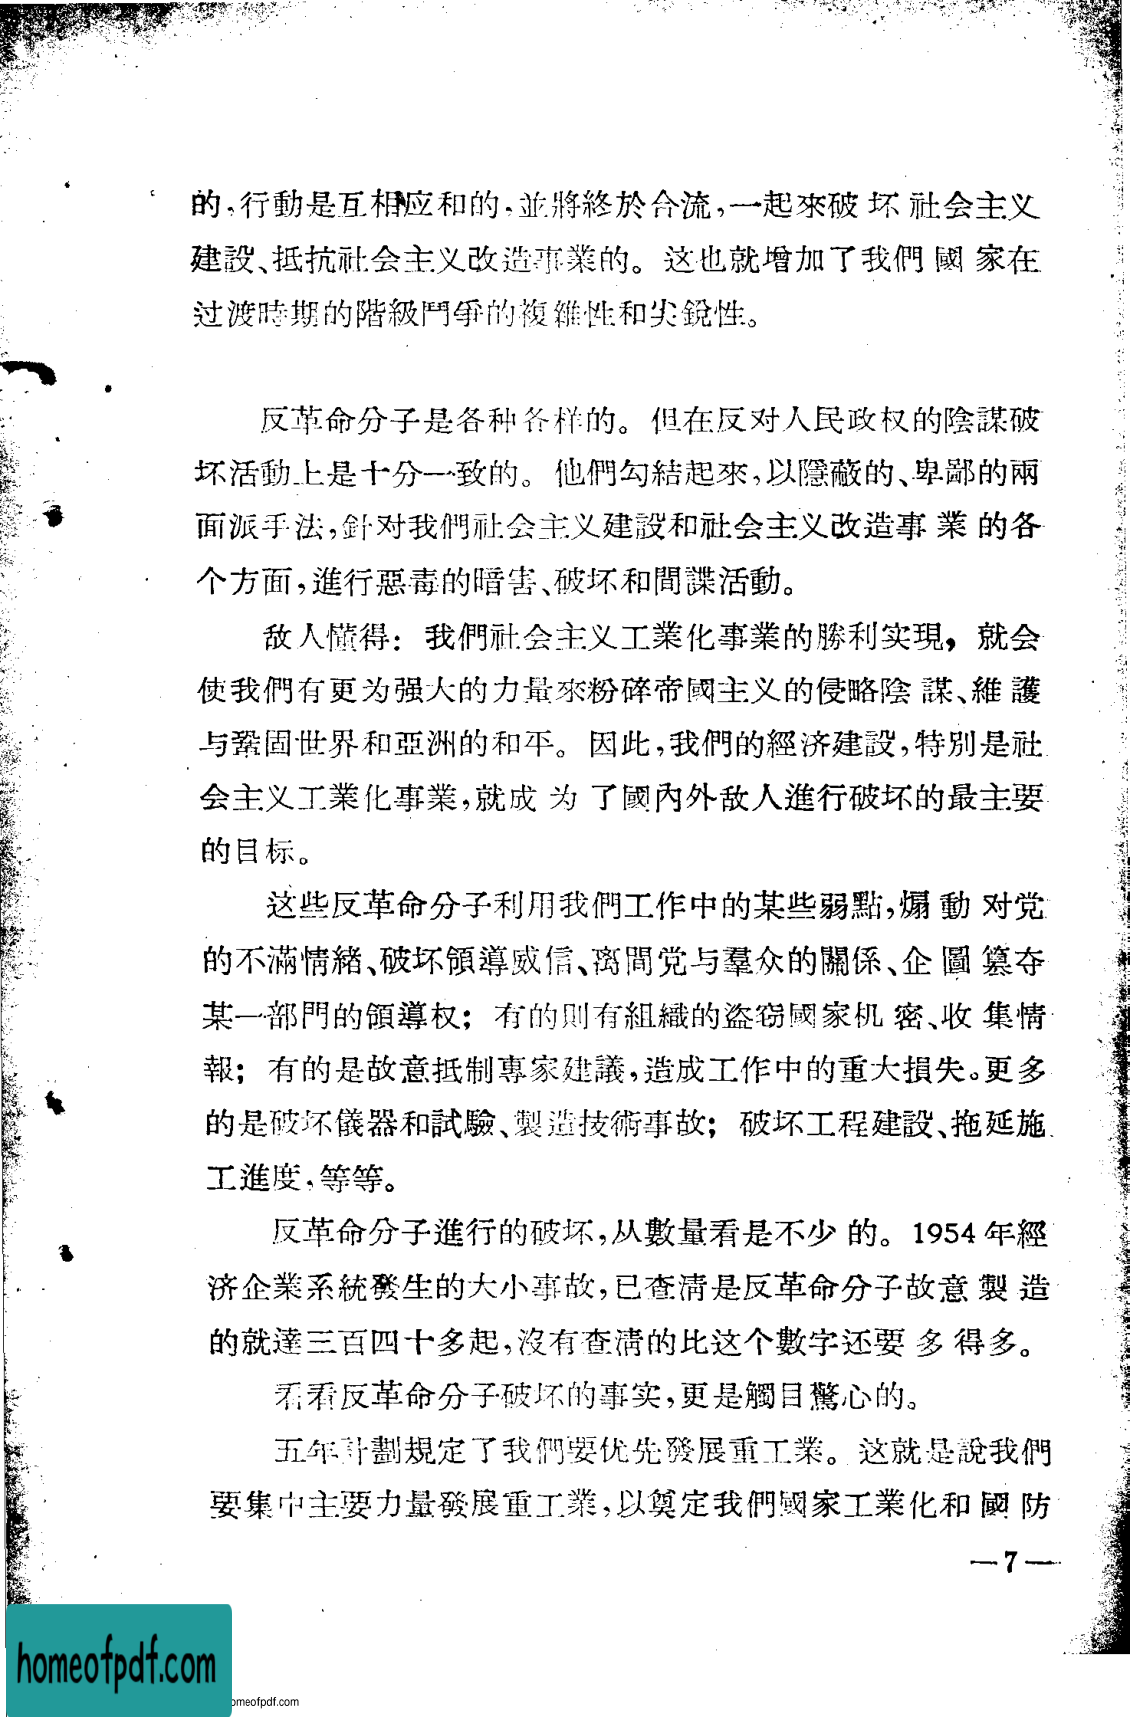 的,行動是互相应和的,並將終於合流,一起來破坏社会主义
建設、抵抗社会主义改造事業的。这也就增加了我們國家在
过渡時期的階級鬥爭的複雜性和尖銳性。
反革命分子是各种各样的。但在反对人民政权的陰謀破
坏活動上是十分一致的。他們勾結起來,以隱蔽的、卑鄙的兩
面派手法,針对我們社会主义建設和社会主义改造事業的各
个方面,進行惡毒的暗害、破坏和間諜活動。
敌人懂得：我們社会主义工業化事業的勝利实現，就会
使我們有更为强大的力量來粉碎帝國主义的侵略陰謀、維護
与鞏固世界和亞洲的和平。因此,我們的經济建設,特別是社
会主义工業化事業,就成为了國內外敌人進行破坏的最主要
的目标。
这些反革命分子利用我們工作中的某些弱點,煽動对党
的不滿情緒、破坏領導威信、离間党与羣众的關係、企圖篡夺
某一部門的領導权；有的則有組織的盜窃國家机密、收集情
報；有的是故意抵制專家建議,造成工作中的重大損失。更多
的是破坏儀器和試驗、製造技術事故；破坏工程建設、拖延施
工進度,等等。
反革命分子進行的破坏,从數量看是不少的。1954年經
济企業系統發生的大小事故,已查清是反革命分子故意製造
的就達三百四十多起,沒有查清的比这个數字还要多得多。
看看反革命分子破坏的事实,更是觸目驚心的。
五年計劃規定了我們要优先發展重工業。这就是說我們
要集中主要力量發展重工業,以奠定我們國家工業化和國防
—7—
homeofpdf.com
omeofpdf.com